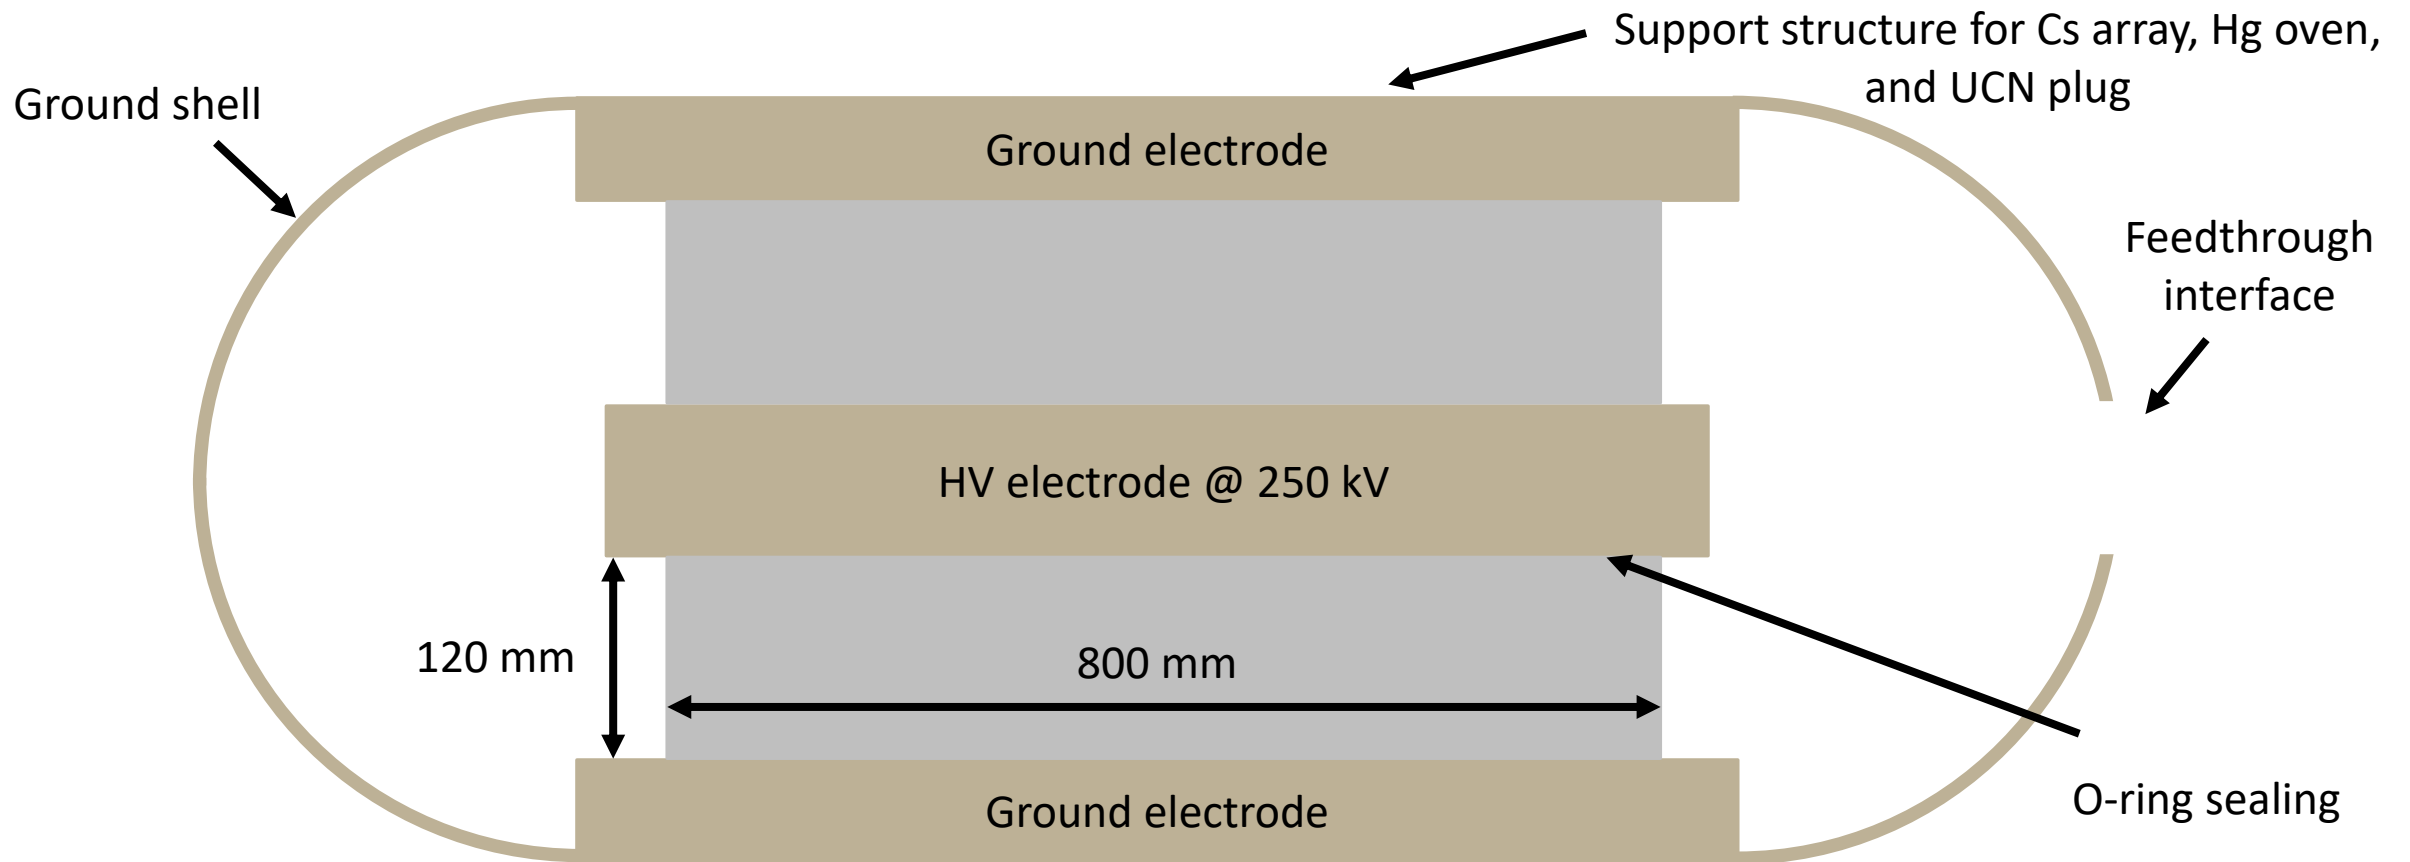 Support structure for Cs array, Hg oven,
and UCN plug
Ground shell
Ground electrode
Feedthrough
interface
HV electrode @ 250 kV
120 mm
800 mm
O-ring sealing
Ground electrode